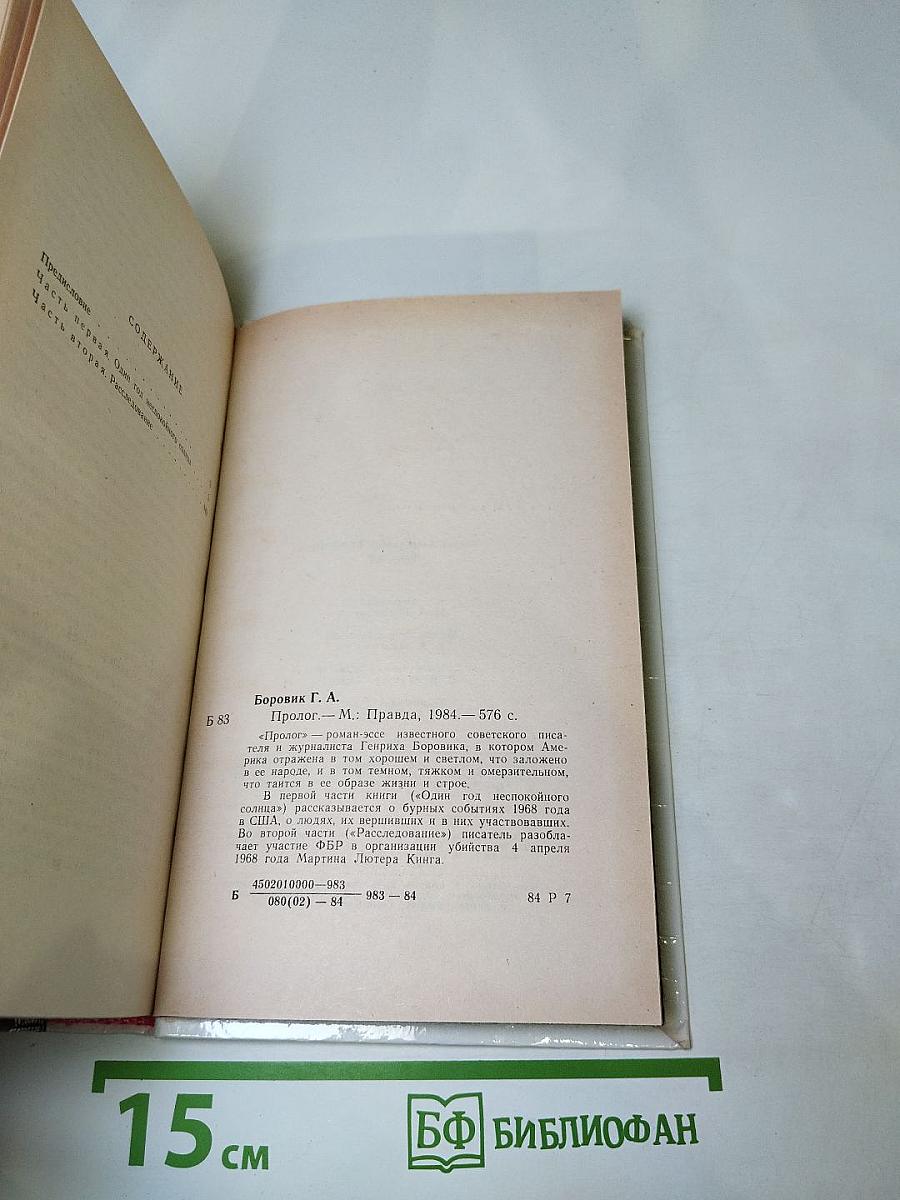 СОДЕРЖАНИЕ
Предисловие
Часть первая. Один год неспокойного солнца
Часть вторая. Расследование
Боровик Г. А.
Б 83
Пролог.— М.: Правда, 1984.— 576 с.
«Пролог» — роман-эссе известного советского писа-
теля и журналиста Генриха Боровика, в котором Аме-
рика отражена в том хорошем и светлом, что заложено
в ее народе, и в том темном, тяжком и омерзительном,
что таится в ее образе жизни и строе.
В первой части книги («Один год неспокойного
солнца») рассказывается о бурных событиях 1968 года
в США, о людях, их вершивших и в них участвовавших.
Во второй части («Расследование») писатель разобла-
чает участие ФБР в организации убийства 4 апреля
1968 года Мартина Лютера Кинга.
4502010000—983
Б 983 — 84 84 Р 7
080(02) — 84
15 см
БФ БИБЛИОФАН